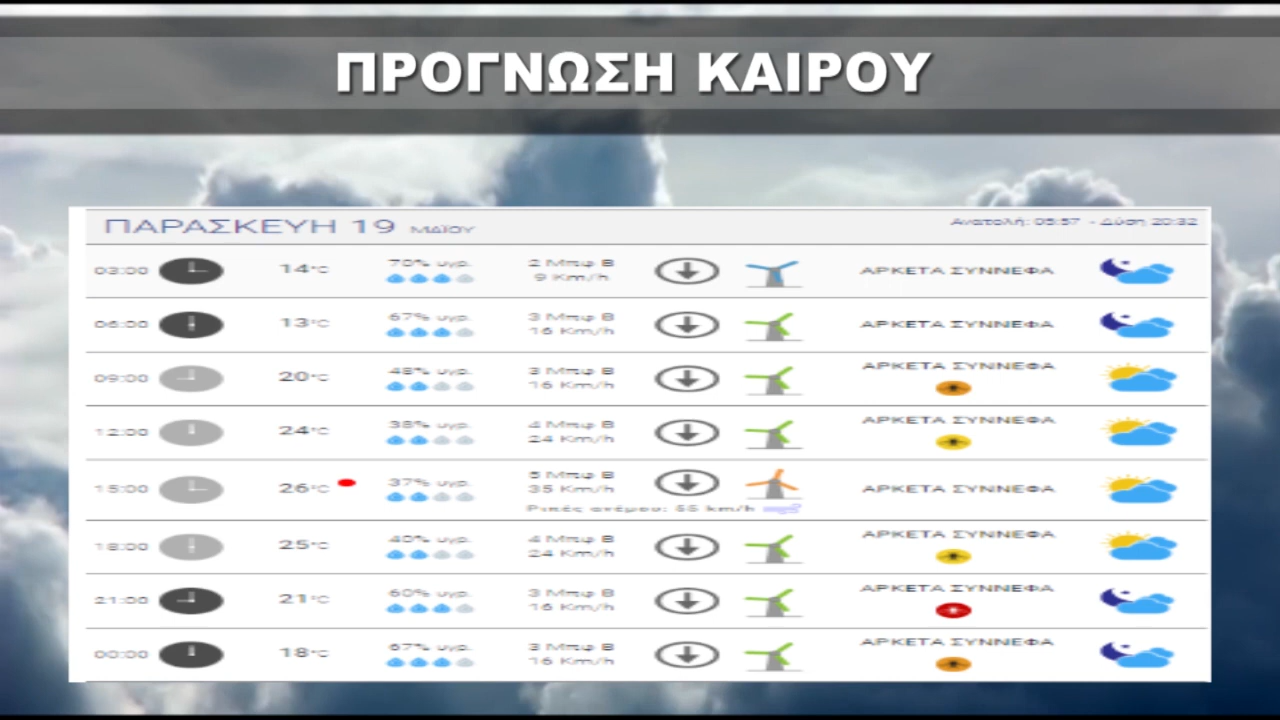 ΠΡΟΓΝΩΣΗ ΚΑΙΡΟΥ
ΠΑΡΑΣΚΕΥΗ 19 ΜΑΪΟΥ
Ανατολή: 05:57 - Δύση 20:32
03:00 14°C 70% υγρ. 2 Μπφ Β 9 Km/h ΑΡΚΕΤΑ ΣΥΝΝΕΦΑ
06:00 13°C 67% υγρ. 3 Μπφ Β 16 Km/h ΑΡΚΕΤΑ ΣΥΝΝΕΦΑ
09:00 20°C 48% υγρ. 3 Μπφ Β 16 Km/h ΑΡΚΕΤΑ ΣΥΝΝΕΦΑ
12:00 24°C 38% υγρ. 4 Μπφ Β 24 Km/h ΑΡΚΕΤΑ ΣΥΝΝΕΦΑ
15:00 26°C 37% υγρ. 5 Μπφ Β 35 Km/h ΑΡΚΕΤΑ ΣΥΝΝΕΦΑ
Ριπές ανέμου: 55 km/h
18:00 25°C 40% υγρ. 4 Μπφ Β 24 Km/h ΑΡΚΕΤΑ ΣΥΝΝΕΦΑ
21:00 21°C 60% υγρ. 3 Μπφ Β 16 Km/h ΑΡΚΕΤΑ ΣΥΝΝΕΦΑ
00:00 18°C 67% υγρ. 3 Μπφ Β 16 Km/h ΑΡΚΕΤΑ ΣΥΝΝΕΦΑ